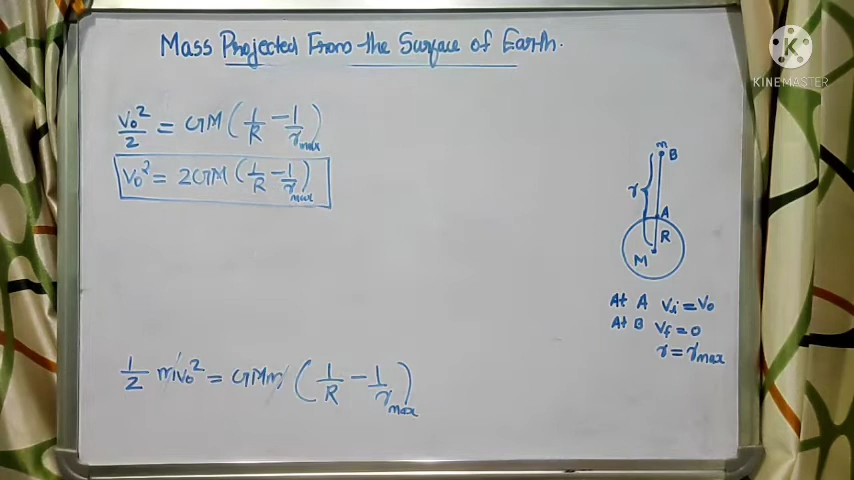 Mass Projected From the Surface of Earth.
K
KINEMASTER
v₀²/2 = GM (1/R − 1/r_max)
v₀² = 2GM (1/R − 1/r_max)
m
B
r
A
R
M
At A Vi = V₀
At B Vf = 0
r = r_max
1/2 mv₀² = GMm (1/R − 1/r_max)